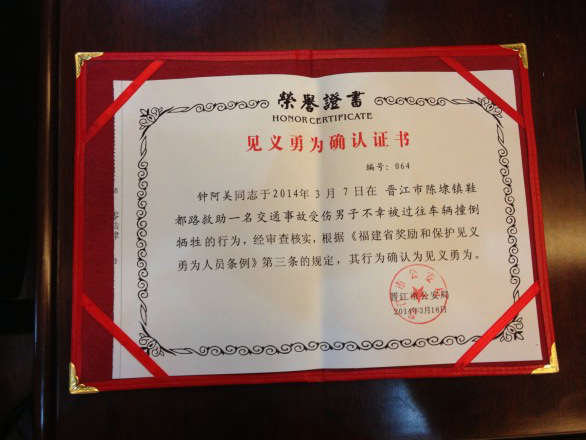 榮譽證書
HONOR CERTIFICATE
见义勇为确认证书
编号：064
钟阿美同志于2014年3月7日在 晋江市陈埭镇鞋
都路救助一名交通事故受伤男子不幸被过往车辆撞倒
牺牲的行为，经审查核实，根据《福建省奖励和保护见义
勇为人员条例》第三条的规定，其行为确认为见义勇为。
晋江市公安局
2014年3月18日